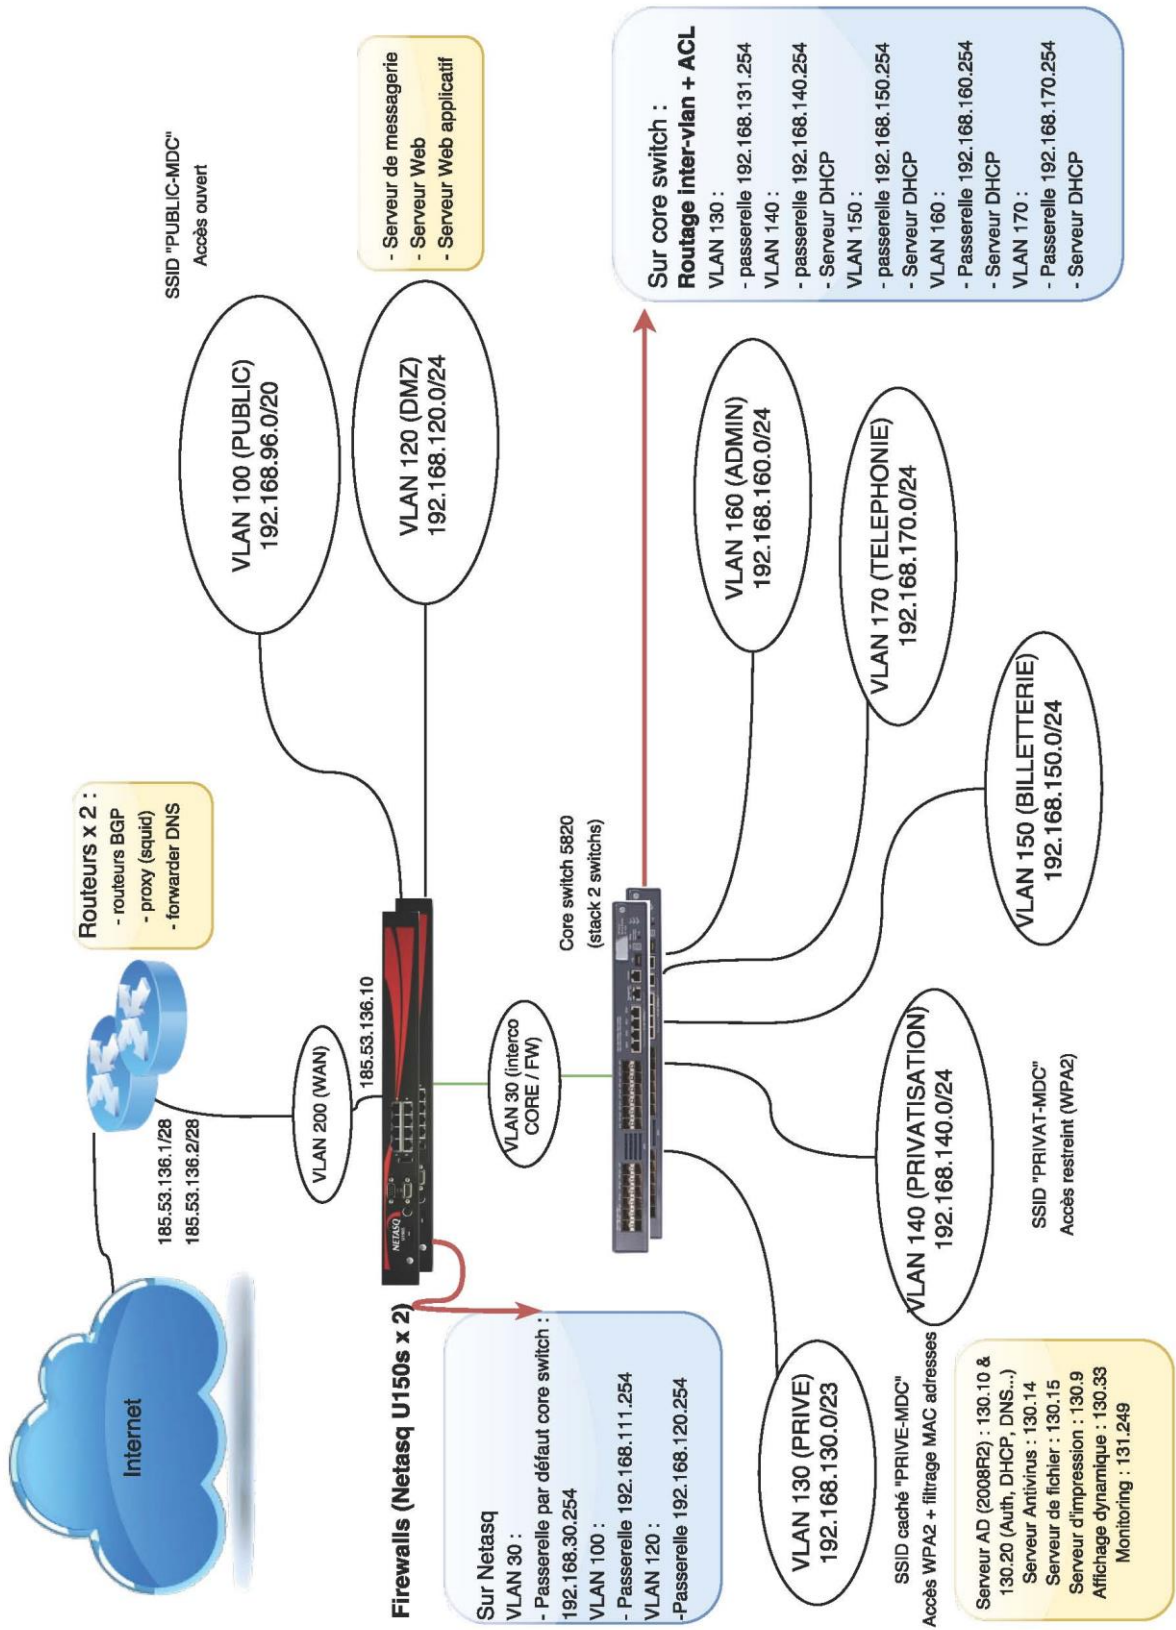 Internet
185.53.136.1/28
185.53.136.2/28
Routeurs x 2 :
- routeurs BGP
- proxy (squid)
- forwarder DNS
SSID "PUBLIC-MDC"
Accès ouvert
VLAN 200 (WAN)
185.53.136.10
VLAN 100 (PUBLIC)
192.168.96.0/20
- Serveur de messagerie
- Serveur Web
- Serveur Web applicatif
VLAN 120 (DMZ)
192.168.120.0/24
Firewalls (Netasq U150s x 2)
NETASQ
Sur Netasq
VLAN 30 :
- Passerelle par défaut core switch :
192.168.30.254
VLAN 100 :
- Passerelle 192.168.111.254
VLAN 120 :
-Passerelle 192.168.120.254
VLAN 30 (interco
CORE / FW)
Core switch 5820
(stack 2 switchs)
Sur core switch :
Routage inter-vlan + ACL
VLAN 130 :
- passerelle 192.168.131.254
VLAN 140 :
- passerelle 192.168.140.254
- Serveur DHCP
VLAN 150 :
- passerelle 192.168.150.254
- Serveur DHCP
VLAN 160 :
- Passerelle 192.168.160.254
- Serveur DHCP
VLAN 170 :
- Passerelle 192.168.170.254
- Serveur DHCP
VLAN 130 (PRIVE)
192.168.130.0/23
VLAN 140 (PRIVATISATION)
192.168.140.0/24
VLAN 150 (BILLETTERIE)
192.168.150.0/24
VLAN 170 (TELEPHONIE)
192.168.170.0/24
VLAN 160 (ADMIN)
192.168.160.0/24
SSID caché "PRIVE-MDC"
Accès WPA2 + filtrage MAC adresses
SSID "PRIVAT-MDC"
Accès restreint (WPA2)
Serveur AD (2008R2) : 130.10 &
130.20 (Auth, DHCP, DNS...)
Serveur Antivirus : 130.14
Serveur de fichier : 130.15
Serveur d'impression : 130.9
Affichage dynamique : 130.33
Monitoring : 131.249